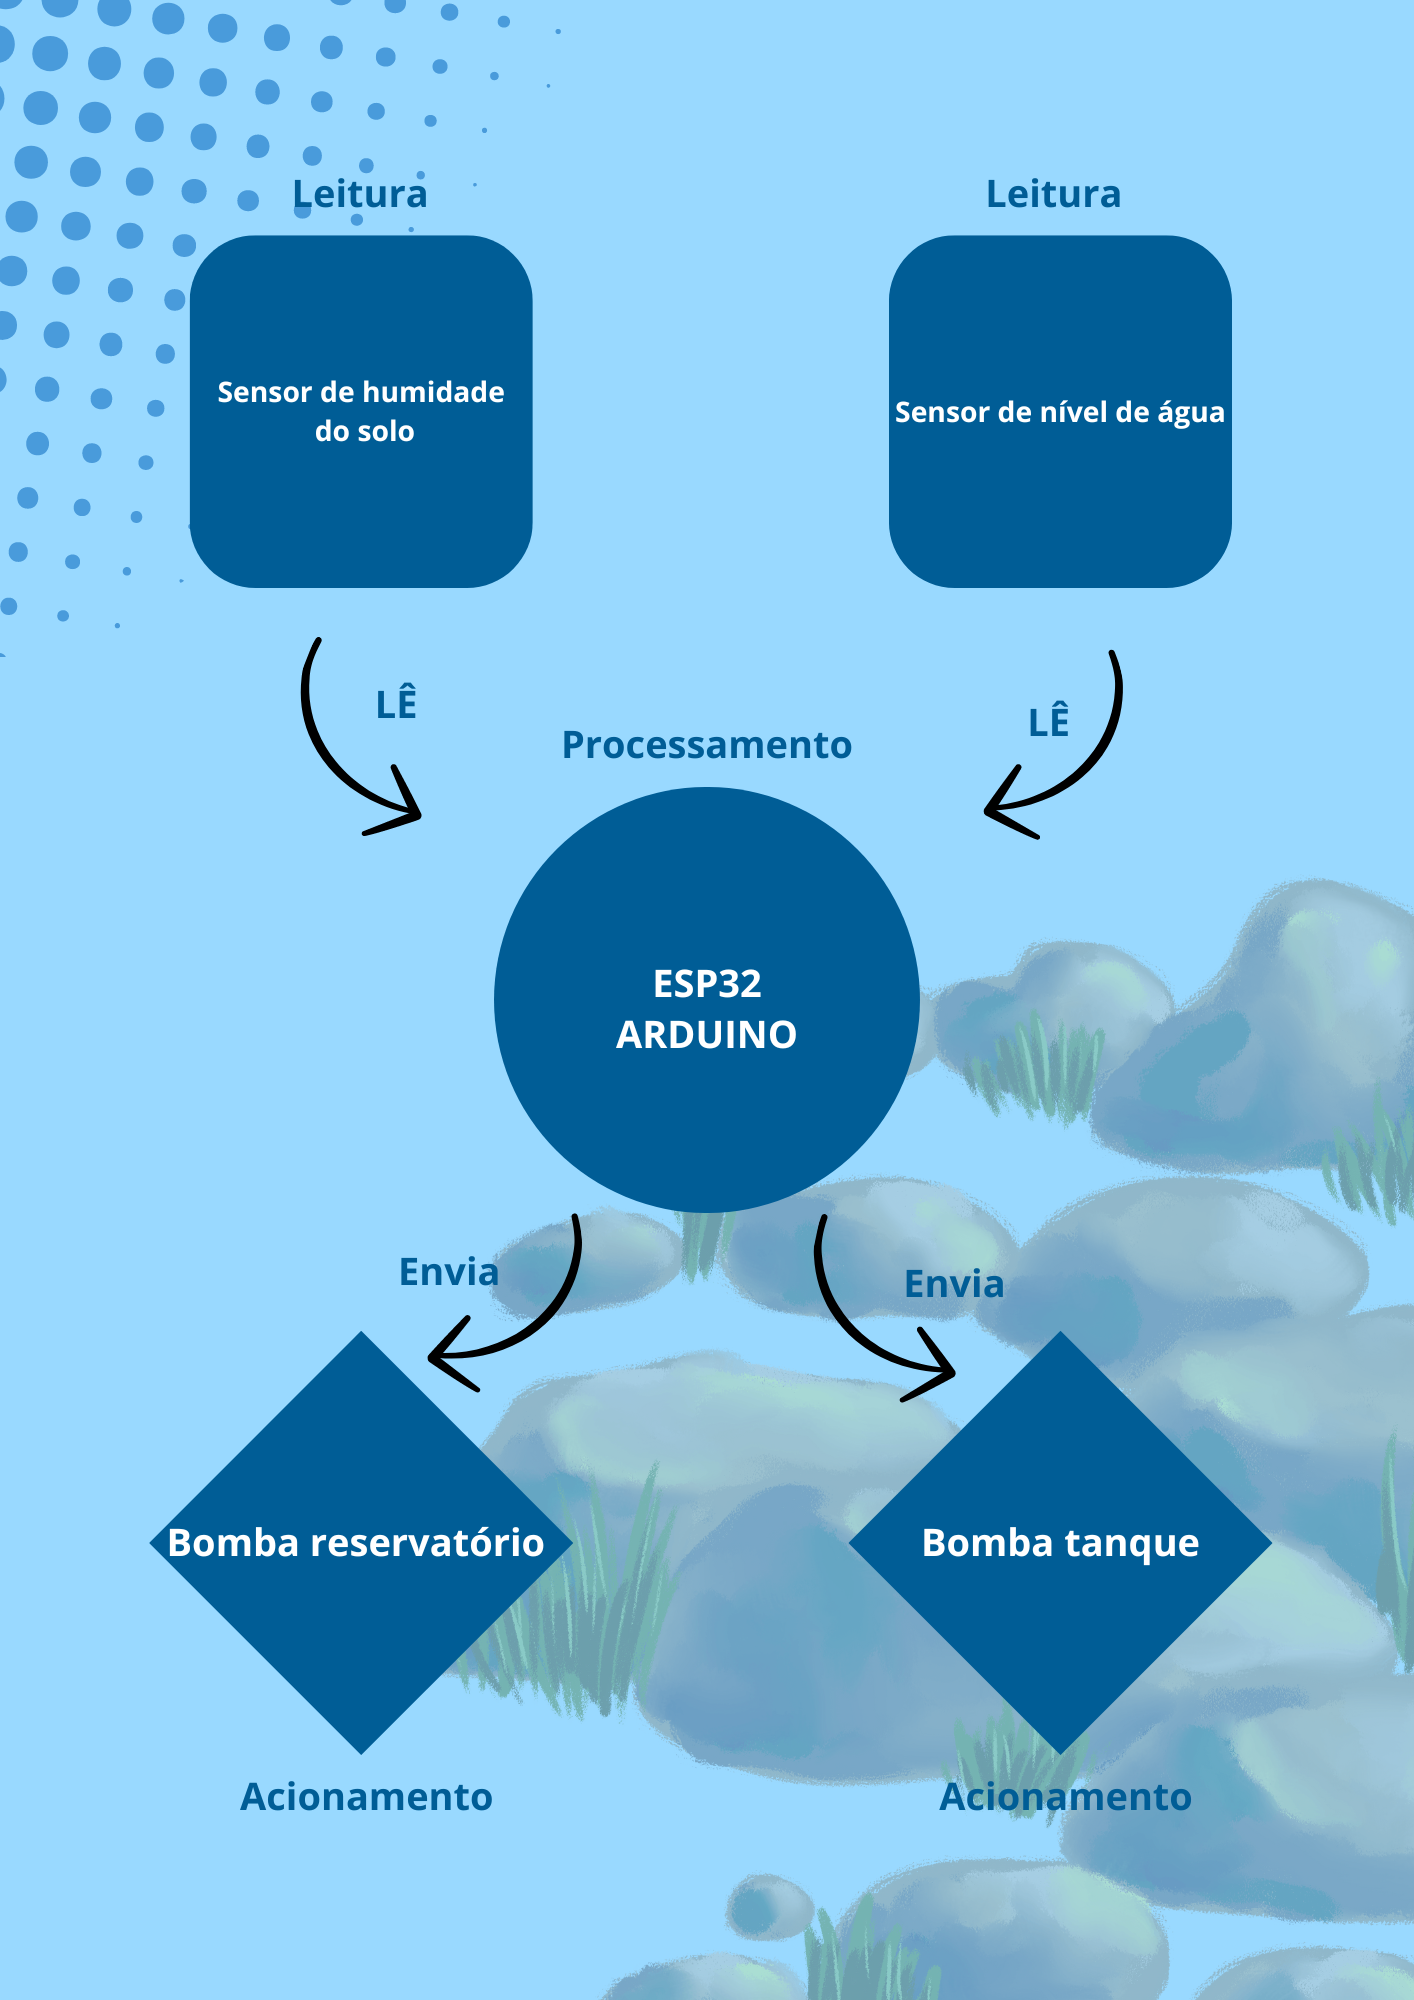 Leitura
Leitura
Sensor de humidade
do solo
Sensor de nível de água
LÊ
LÊ
Processamento
ESP32
ARDUINO
Envia
Envia
Bomba reservatório
Bomba tanque
Acionamento
Acionamento